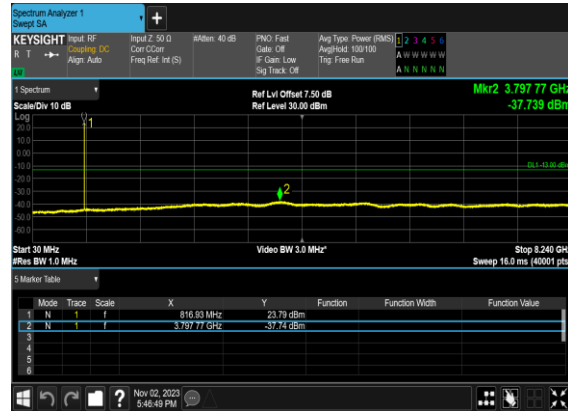 Spectrum Analyzer 1
Swept SA
+
KEYSIGHT Input: RF Input Z: 50 Ω #Atten: 40 dB PNO: Fast Avg Type: Power (RMS) 1 2 3 4 5 6
R T Coupling: DC Corr CCorr Gate: Off Avg|Hold: 100/100 A W W W W W
Align: Auto Freq Ref: Int (S) IF Gain: Low Trig: Free Run
Sig Track: Off A N N N N N
1 Spectrum Ref Lvl Offset 7.50 dB Mkr2 3.797 77 GHz
Scale/Div 10 dB Ref Level 30.00 dBm -37.739 dBm
Log
20.0
10.0
0.00
-10.0
-20.0
-30.0
-40.0
-50.0
-60.0
1
2
DL1 -13.00 dBm
Start 30 MHz Video BW 3.0 MHz* Stop 8.240 GHz
#Res BW 1.0 MHz Sweep 16.0 ms (40001 pts)
5 Marker Table
Mode Trace Scale X Y Function Function Width Function Value
1 N 1 f 816.93 MHz 23.79 dBm
2 N 1 f 3.797 77 GHz -37.74 dBm
3
4
5
6
? Nov 02, 2023
5:46:49 PM